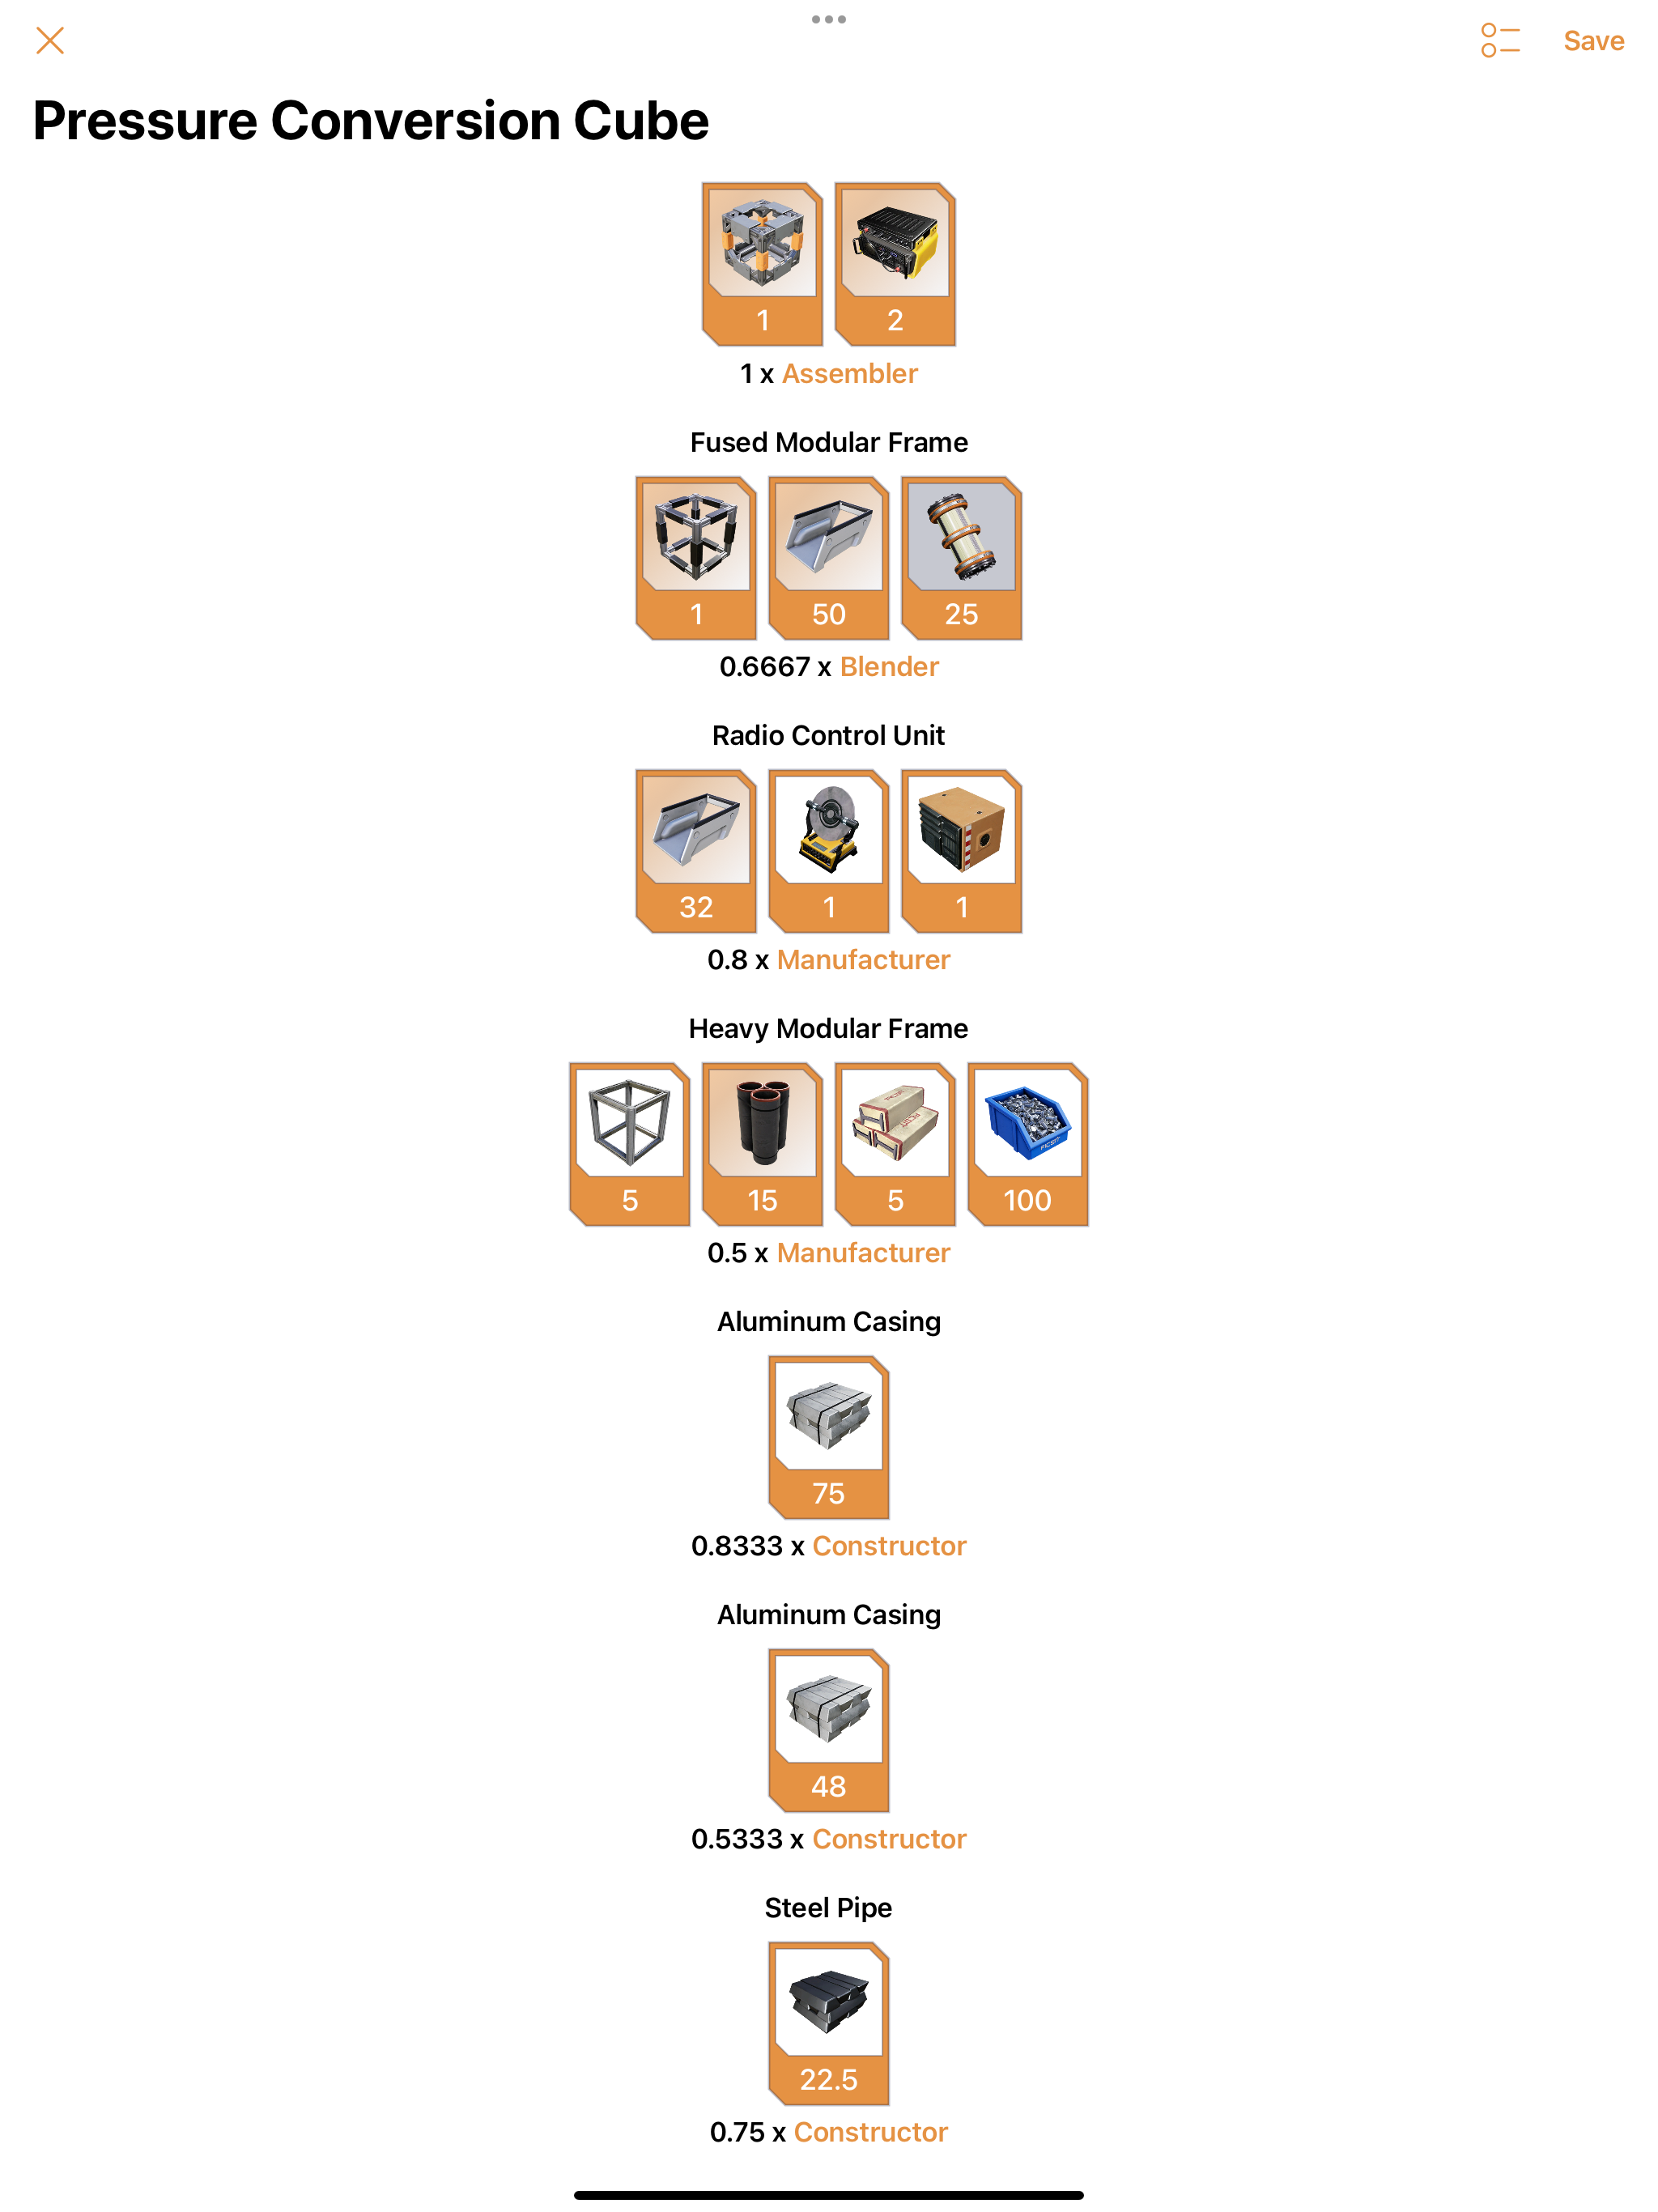 Save
Pressure Conversion Cube
1 2
1 x Assembler
Fused Modular Frame
1 50 25
0.6667 x Blender
Radio Control Unit
32 1 1
0.8 x Manufacturer
Heavy Modular Frame
5 15 5 100
0.5 x Manufacturer
Aluminum Casing
75
0.8333 x Constructor
Aluminum Casing
48
0.5333 x Constructor
Steel Pipe
22.5
0.75 x Constructor